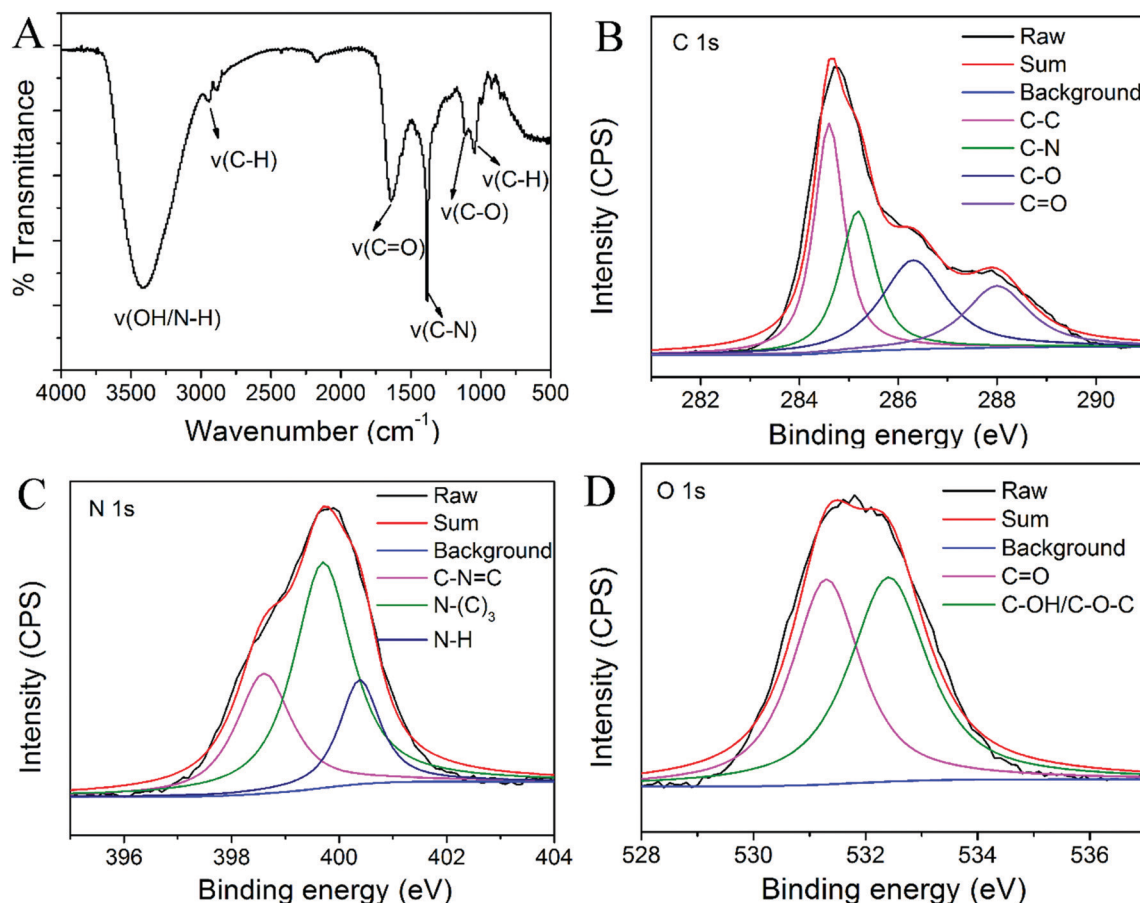 A
% Transmittance
ν(C-H)
ν(C-H)
ν(C-O)
ν(C=O)
ν(OH/N-H)
ν(C-N)
4000 3500 3000 2500 2000 1500 1000 500
Wavenumber (cm⁻¹)
B
C 1s
Raw
Sum
Background
C-C
C-N
C-O
C=O
Intensity (CPS)
282 284 286 288 290
Binding energy (eV)
C
N 1s
Raw
Sum
Background
C-N=C
N-(C)₃
N-H
Intensity (CPS)
396 398 400 402 404
Binding energy (eV)
D
O 1s
Raw
Sum
Background
C=O
C-OH/C-O-C
Intensity (CPS)
528 530 532 534 536
Binding energy (eV)